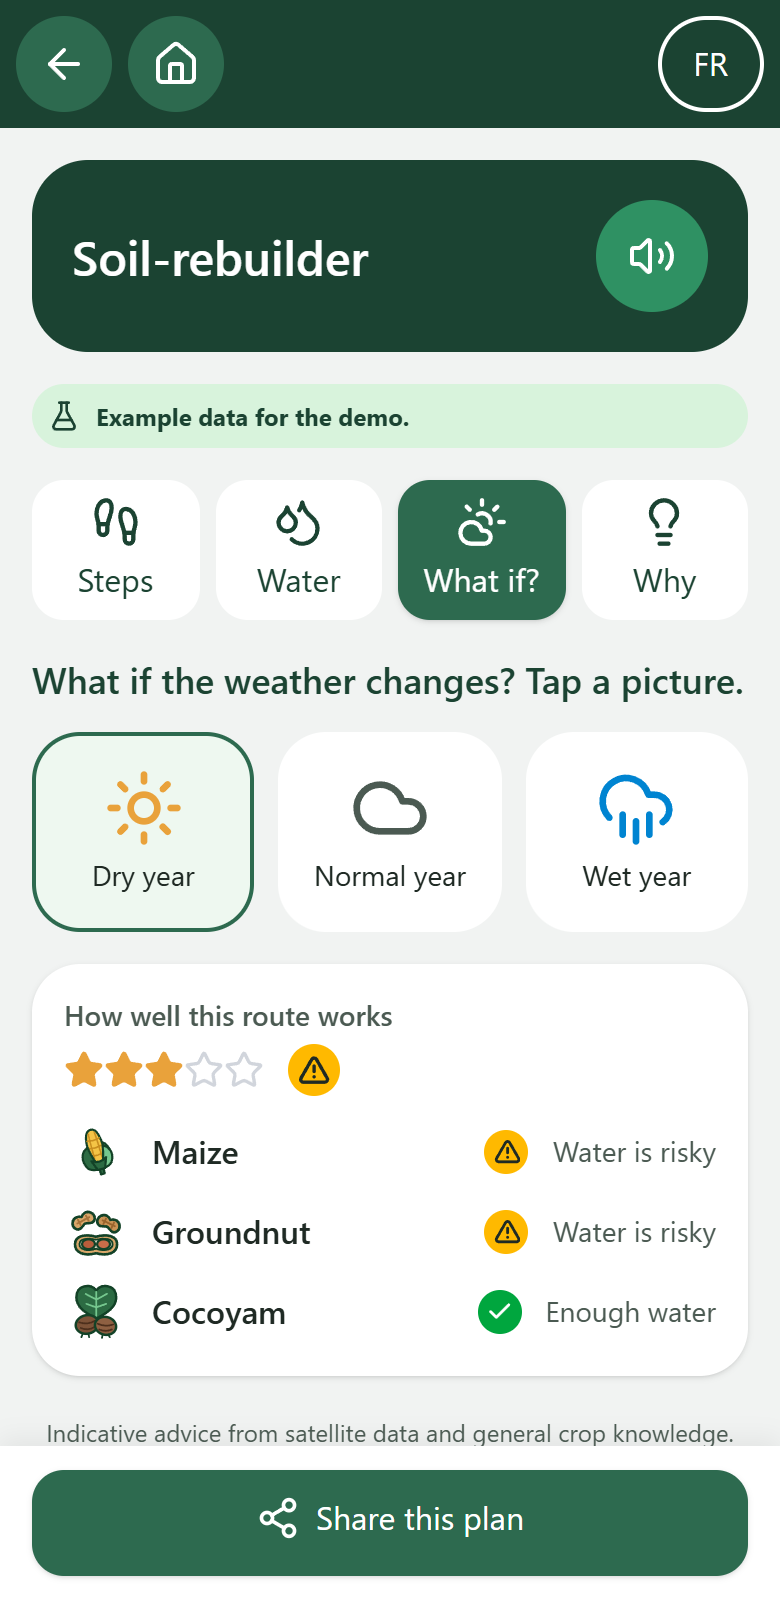 FR
Soil-rebuilder
Example data for the demo.
Steps
Water
What if?
Why
What if the weather changes? Tap a picture.
Dry year
Normal year
Wet year
How well this route works
Maize
Water is risky
Groundnut
Water is risky
Cocoyam
Enough water
Indicative advice from satellite data and general crop knowledge.
Share this plan